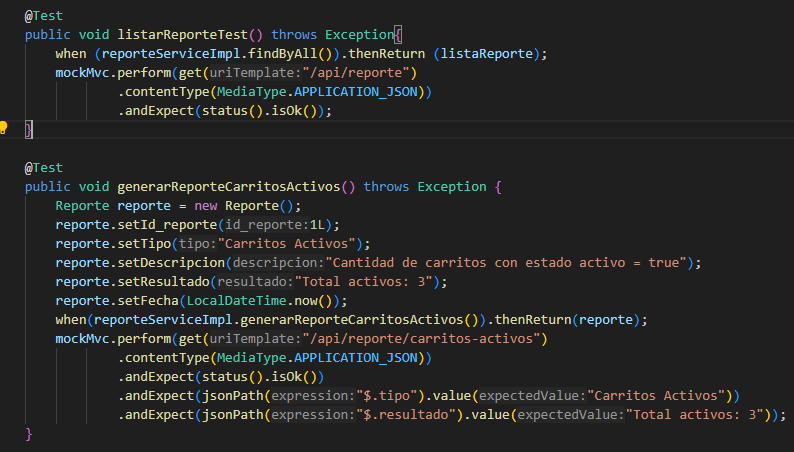 @Test
public void listarReporteTest() throws Exception{
when (reporteServiceImpl.findByAll()).thenReturn (listaReporte);
mockMvc.perform(get(uriTemplate:"/api/reporte")
.contentType(MediaType.APPLICATION_JSON))
.andExpect(status().isOk());
}
@Test
public void generarReporteCarritosActivos() throws Exception {
Reporte reporte = new Reporte();
reporte.setId_reporte(id_reporte:1L);
reporte.setTipo(tipo:"Carritos Activos");
reporte.setDescripcion(descripcion:"Cantidad de carritos con estado activo = true");
reporte.setResultado(resultado:"Total activos: 3");
reporte.setFecha(LocalDateTime.now());
when(reporteServiceImpl.generarReporteCarritosActivos()).thenReturn(reporte);
mockMvc.perform(get(uriTemplate:"/api/reporte/carritos-activos")
.contentType(MediaType.APPLICATION_JSON))
.andExpect(status().isOk())
.andExpect(jsonPath(expression:"$.tipo").value(expectedValue:"Carritos Activos"))
.andExpect(jsonPath(expression:"$.resultado").value(expectedValue:"Total activos: 3"));
}